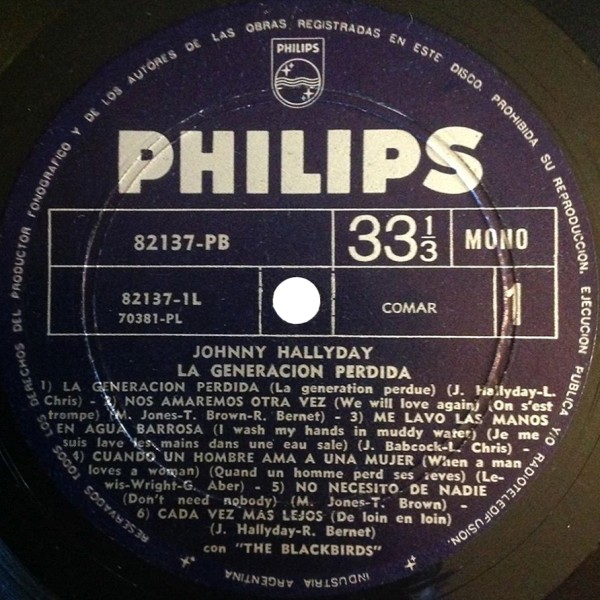 RESERVADOS TODOS LOS DERECHOS DEL PRODUCTOR FONOGRAFICO Y DE LOS AUTORES DE LAS OBRAS REGISTRADAS EN ESTE DISCO. PROHIBIDA SU REPRODUCCION, EJECUCION PUBLICA Y/O RADIOTELEDIFUSION.
PHILIPS
PHILIPS
82137-PB
33 1/3
MONO
82137-1L
70381-PL
COMAR
1
JOHNNY HALLYDAY
LA GENERACION PERDIDA
1) LA GENERACION PERDIDA (La generation perdue) (J. Hallyday-L.
Chris) - 2) NOS AMAREMOS OTRA VEZ (We will love again) (On s'est
trompe) (M. Jones-T. Brown-R. Bernet) - 3) ME LAVO LAS MANOS
EN AGUA BARROSA (I wash my hands in muddy water) (Je me
suis lave les mains dans une eau sale) (J. Babcock-L. Chris) -
4) CUANDO UN HOMBRE AMA A UNA MUJER (When a man
loves a woman) (Quand un homme perd ses reves) (Le-
wis-Wright-G. Aber) - 5) NO NECESITO DE NADIE
(Don't need nobody) (M. Jones-T. Brown) -
6) CADA VEZ MAS LEJOS (De loin en loin)
(J. Hallyday-R. Bernet)
con "THE BLACKBIRDS"
INDUSTRIA ARGENTINA